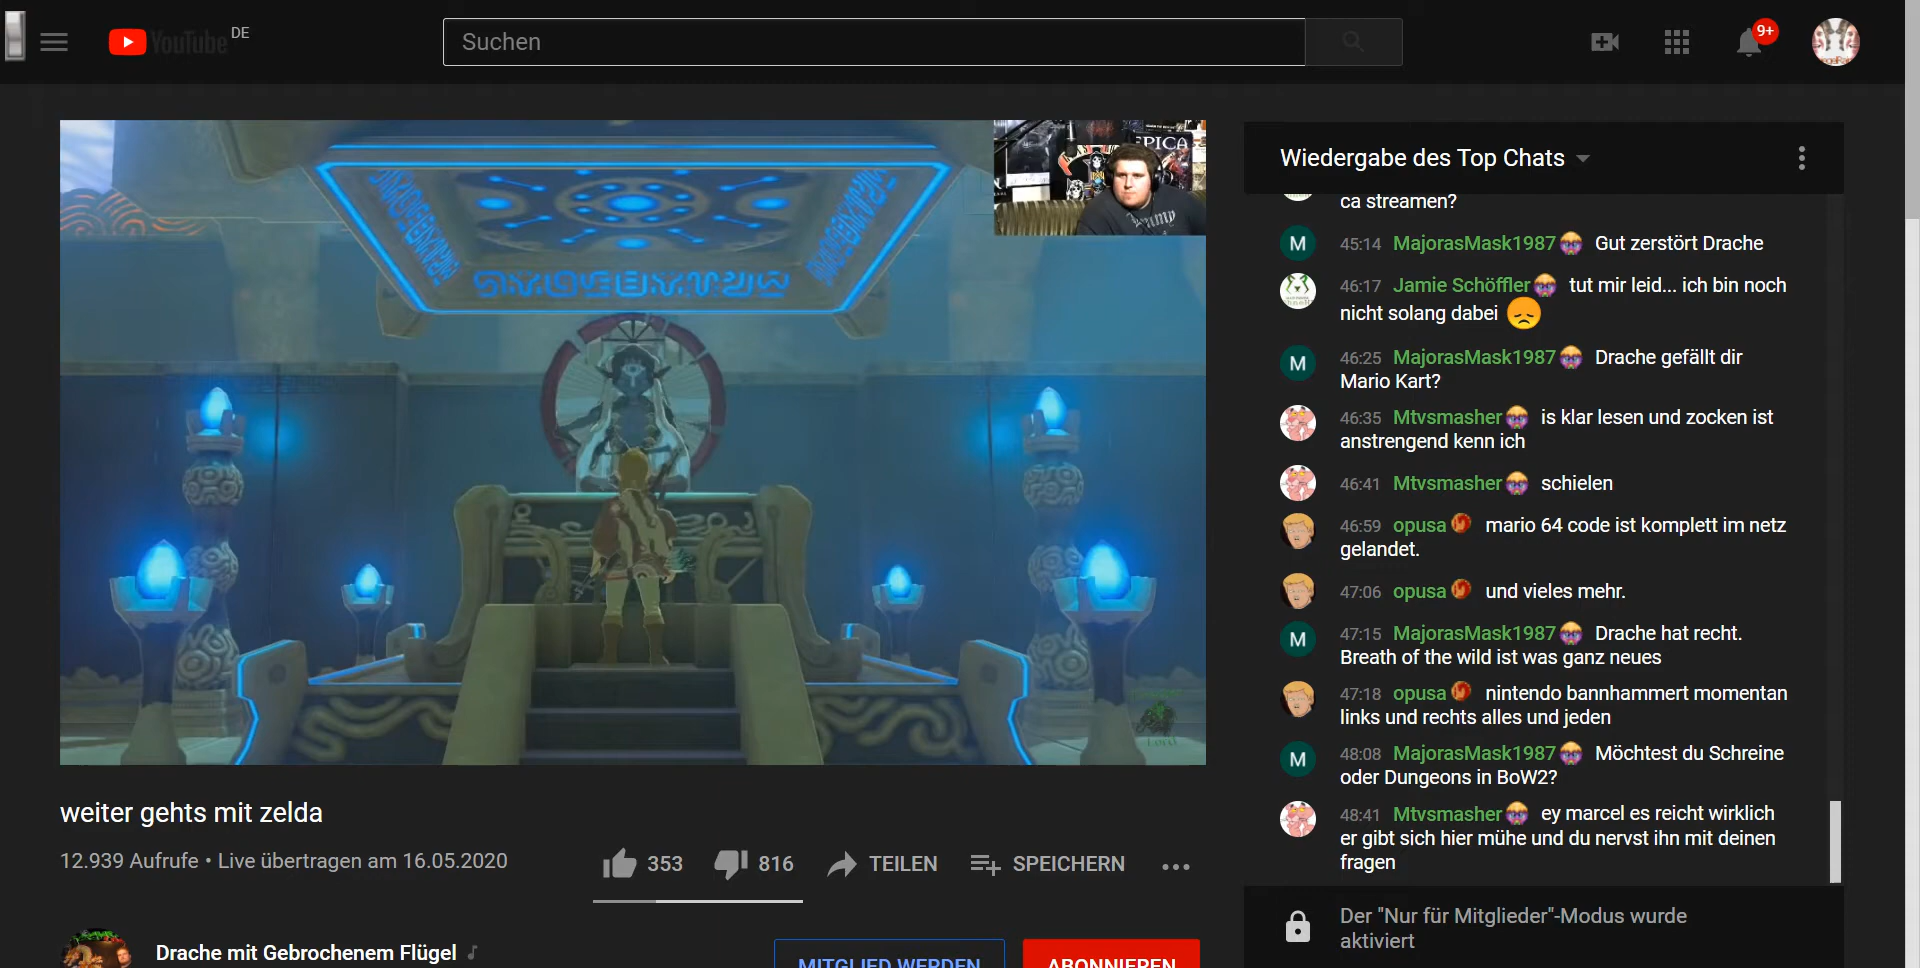 YouTube DE
Suchen
9+
EPICA
weiter gehts mit zelda
12.939 Aufrufe • Live übertragen am 16.05.2020
353
816
TEILEN
SPEICHERN
Drache mit Gebrochenem Flügel
MITGLIED WERDEN
ABONNIEREN
Wiedergabe des Top Chats
ca streamen?
M 45:14 MajorasMask1987 Gut zerstört Drache
46:17 Jamie Schöffler tut mir leid... ich bin noch
nicht solang dabei
M 46:25 MajorasMask1987 Drache gefällt dir
Mario Kart?
46:35 Mtvsmasher is klar lesen und zocken ist
anstrengend kenn ich
46:41 Mtvsmasher schielen
46:59 opusa mario 64 code ist komplett im netz
gelandet.
47:06 opusa und vieles mehr.
M 47:15 MajorasMask1987 Drache hat recht.
Breath of the wild ist was ganz neues
47:18 opusa nintendo bannhammert momentan
links und rechts alles und jeden
M 48:08 MajorasMask1987 Möchtest du Schreine
oder Dungeons in BoW2?
48:41 Mtvsmasher ey marcel es reicht wirklich
er gibt sich hier mühe und du nervst ihn mit deinen
fragen
Der "Nur für Mitglieder"-Modus wurde
aktiviert